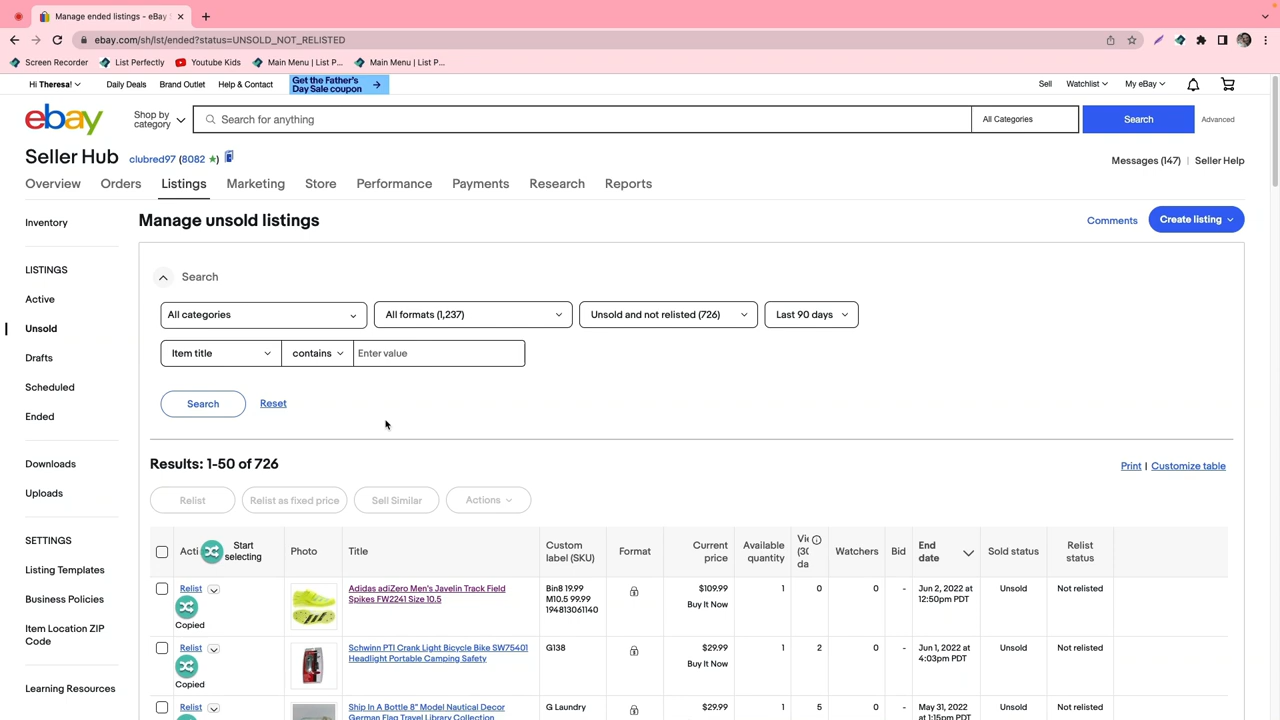 Manage ended listings - eBay
ebay.com/sh/lst/ended?status=UNSOLD_NOT_RELISTED
Screen Recorder
List Perfectly
Youtube Kids
Main Menu | List P...
Main Menu | List P...
Hi Theresa!
Daily Deals
Brand Outlet
Help & Contact
Get the Father's
Day Sale coupon
Sell
Watchlist
My eBay
ebay
Shop by
category
Search for anything
All Categories
Search
Advanced
Seller Hub
clubred97 (8082 ★)
Messages (147) | Seller Help
Overview
Orders
Listings
Marketing
Store
Performance
Payments
Research
Reports
Inventory
LISTINGS
Active
Unsold
Drafts
Scheduled
Ended
Downloads
Uploads
SETTINGS
Listing Templates
Business Policies
Item Location ZIP
Code
Learning Resources
Manage unsold listings
Comments
Create listing
Search
All categories
All formats (1,237)
Unsold and not relisted (726)
Last 90 days
Item title
contains
Enter value
Search
Reset
Results: 1-50 of 726
Print | Customize table
Relist
Relist as fixed price
Sell Similar
Actions
Acti
Start
selecting
Photo
Title
Custom
label (SKU)
Format
Current
price
Available
quantity
Vie
(30
da
Watchers
Bid
End
date
Sold status
Relist
status
Relist
Copied
Adidas adiZero Men's Javelin Track Field
Spikes FW2241 Size 10.5
Bin8 19.99
M10.5 99.99
194813061140
$109.99
Buy It Now
1
0
0
-
Jun 2, 2022 at
12:50pm PDT
Unsold
Not relisted
Relist
Copied
Schwinn PTI Crank Light Bicycle Bike SW75401
Headlight Portable Camping Safety
G138
$29.99
Buy It Now
1
2
0
-
Jun 1, 2022 at
4:03pm PDT
Unsold
Not relisted
Relist
Ship In A Bottle 8" Model Nautical Decor
German Flag Travel Library Collection
G Laundry
$29.99
Buy It Now
1
5
0
-
May 31, 2022
at 1:15pm PDT
Unsold
Not relisted